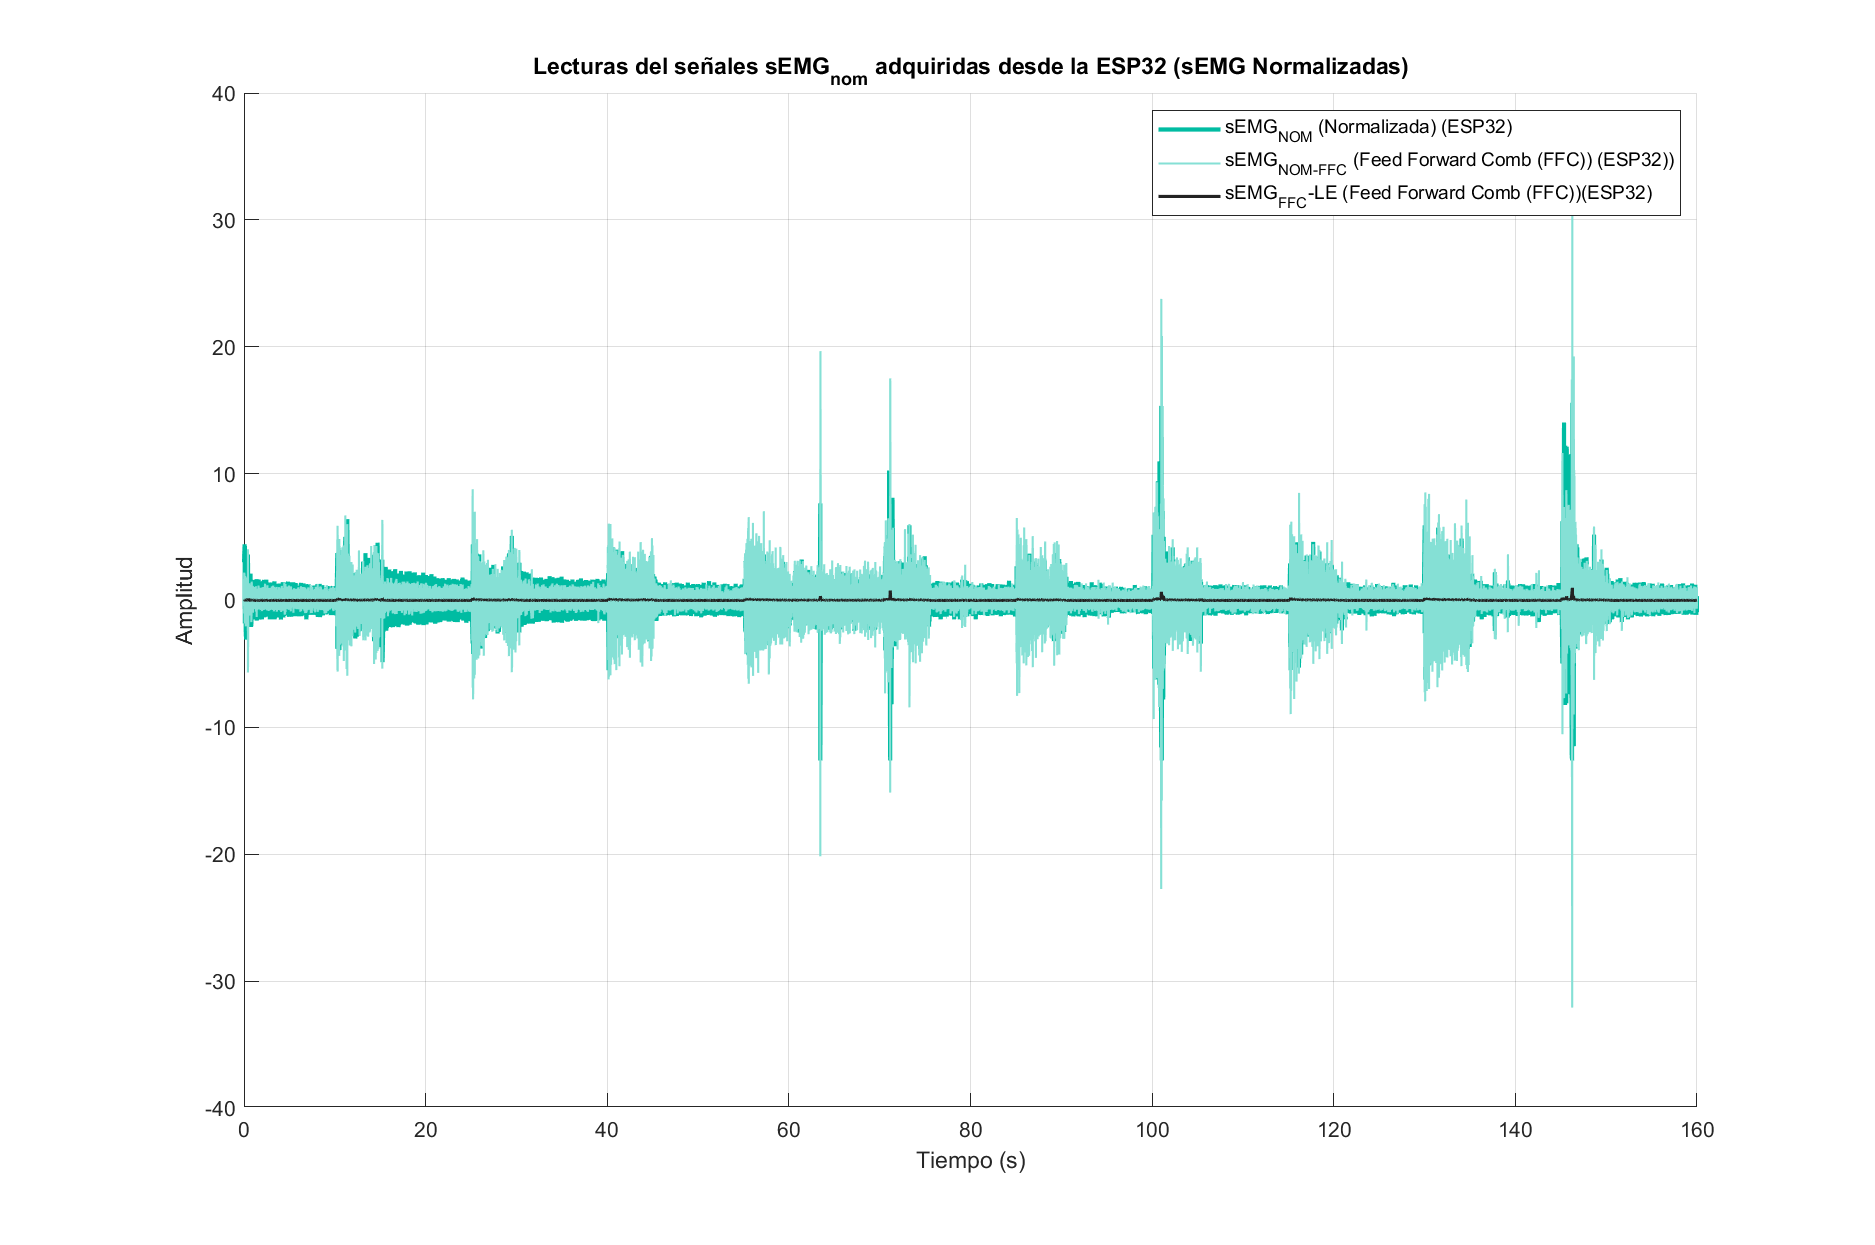 Lecturas del señales sEMGnom adquiridas desde la ESP32 (sEMG Normalizadas)
sEMGNOM (Normalizada) (ESP32)
sEMGNOM-FFC (Feed Forward Comb (FFC)) (ESP32))
sEMGFFC-LE (Feed Forward Comb (FFC))(ESP32)
Amplitud
40
30
20
10
0
-10
-20
-30
-40
0 20 40 60 80 100 120 140 160
Tiempo (s)